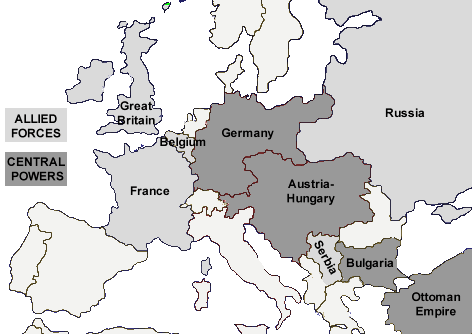 Great
Britain
ALLIED
FORCES
Russia
Belgium
Germany
CENTRAL
POWERS
France
Austria-
Hungary
Serbia
Bulgaria
Ottoman
Empire